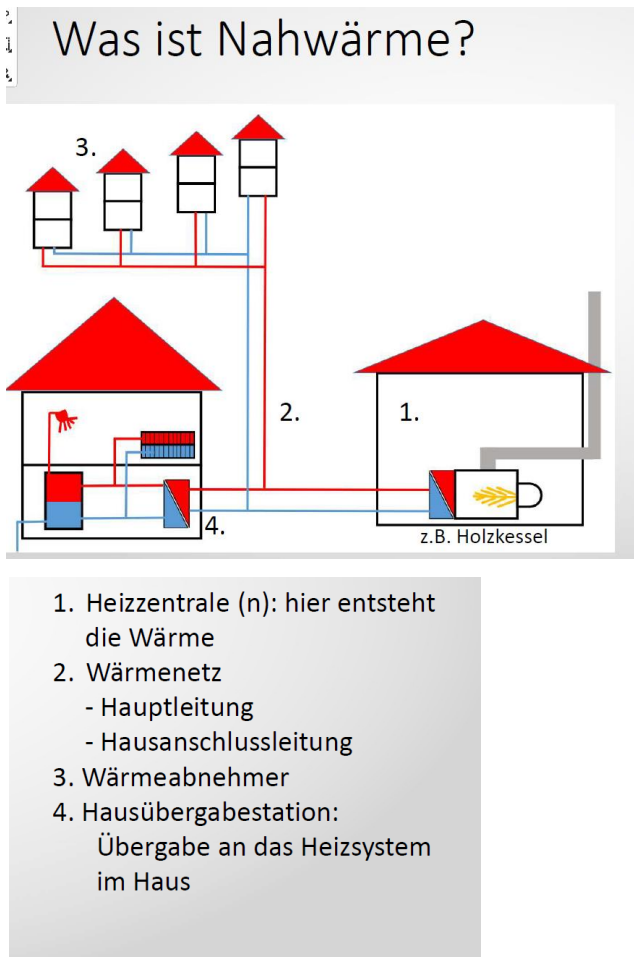 Was ist Nahwärme?
3.
2.
1.
4.
z.B. Holzkessel
1. Heizzentrale (n): hier entsteht
die Wärme
2. Wärmenetz
- Hauptleitung
- Hausanschlussleitung
3. Wärmeabnehmer
4. Hausübergabestation:
Übergabe an das Heizsystem
im Haus